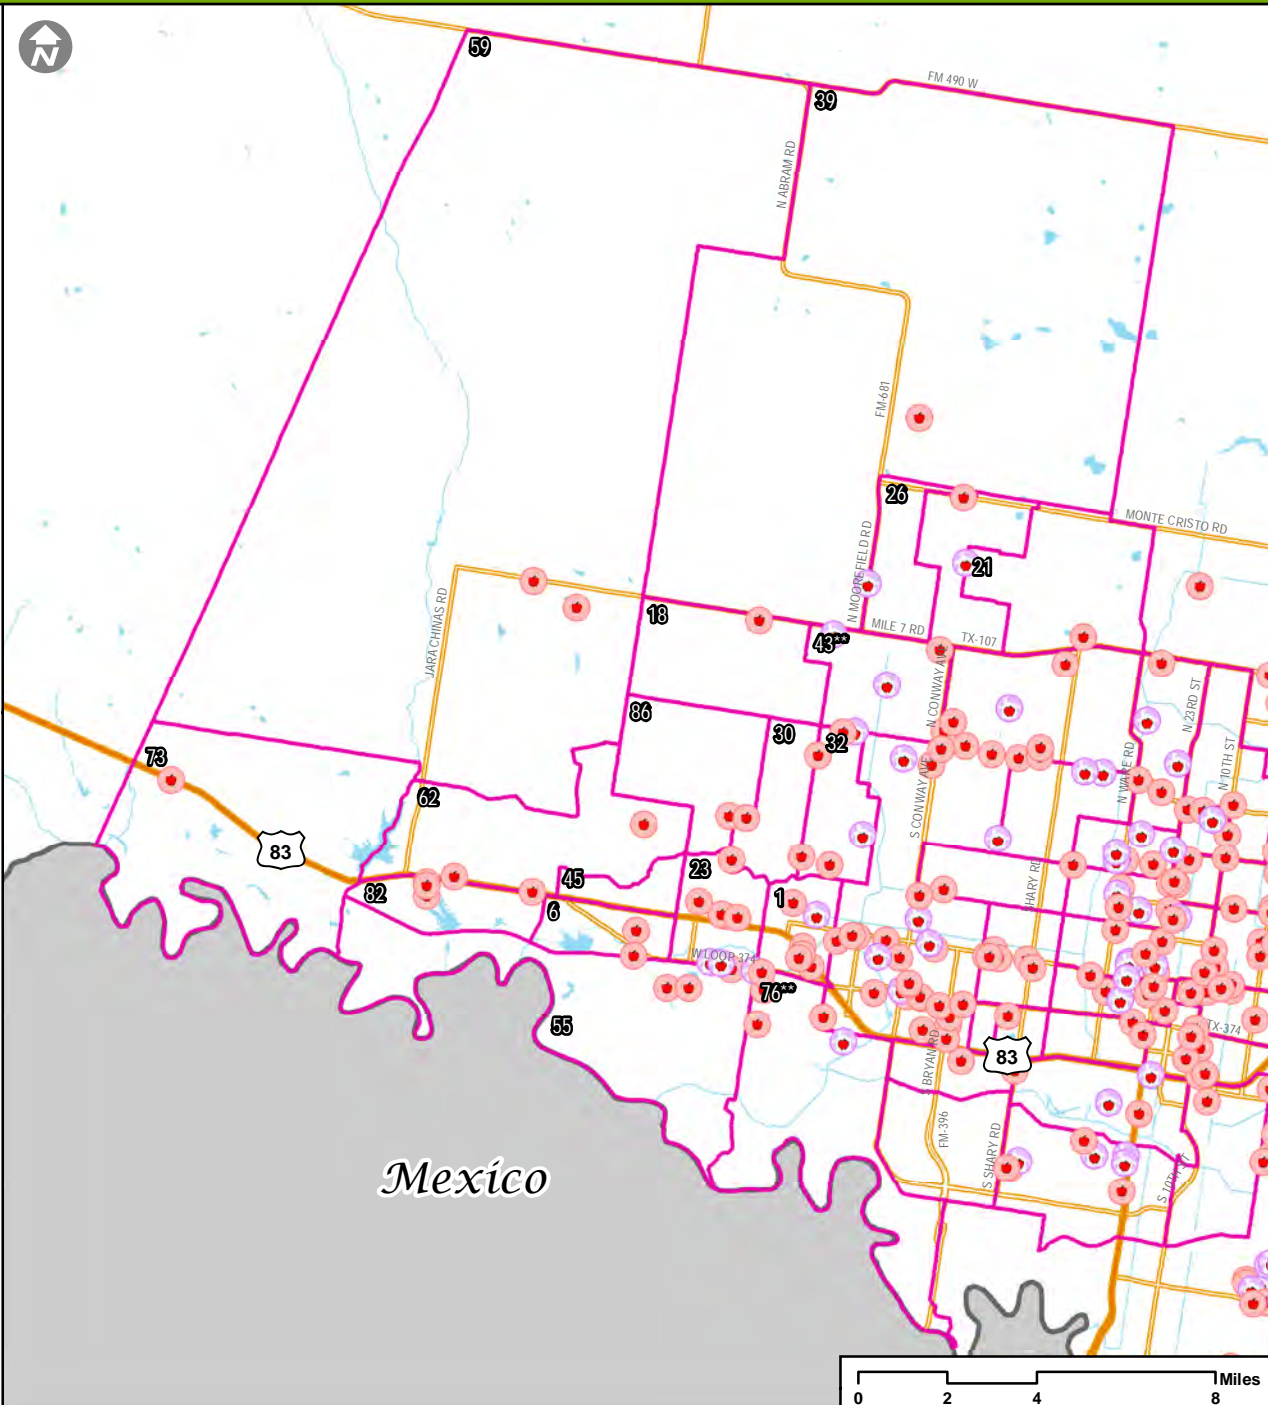 N
59
39
FM 490 W
N ABRAM RD
FM-681
26
MONTE CRISTO RD
N MOOREFIELD RD
21
JARA CHINAS RD
18
MILE 7 RD
43**
TX-107
N CONWAY AVE
N 23RD ST
86
30
32
N 10TH ST
N WARE RD
73
62
S CONWAY AVE
83
82
45
23
SHARY RD
6
1
W LOOP 374
76**
55
TX-374
83
S BRYAN RD
FM-396
S SHARY RD
S 10TH ST
Mexico
Miles
0 2 4 8